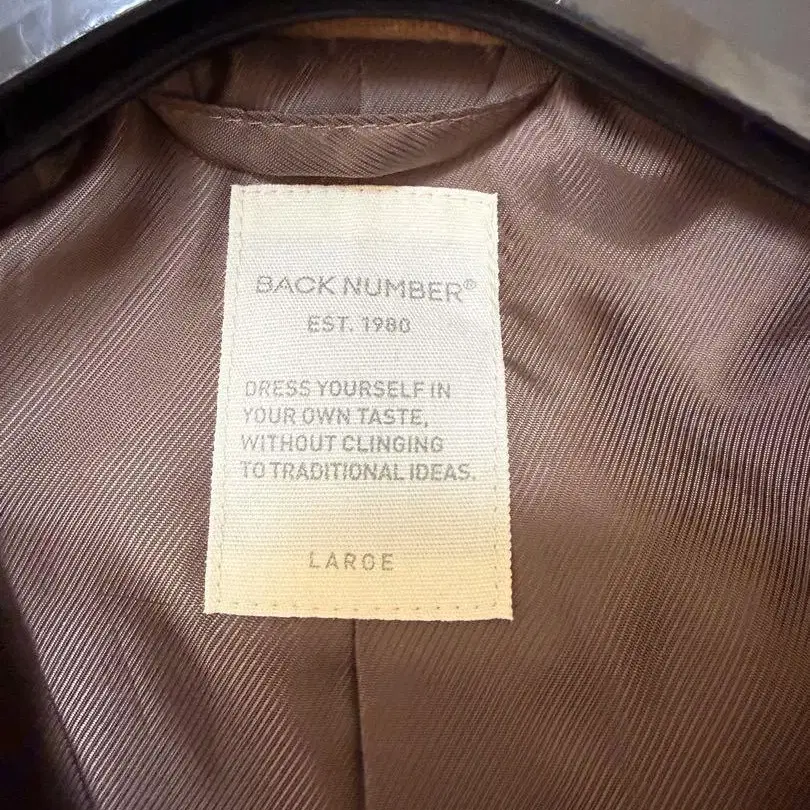 BACK NUMBER®
EST. 1980
DRESS YOURSELF IN
YOUR OWN TASTE,
WITHOUT CLINGING
TO TRADITIONAL IDEAS.
LARGE